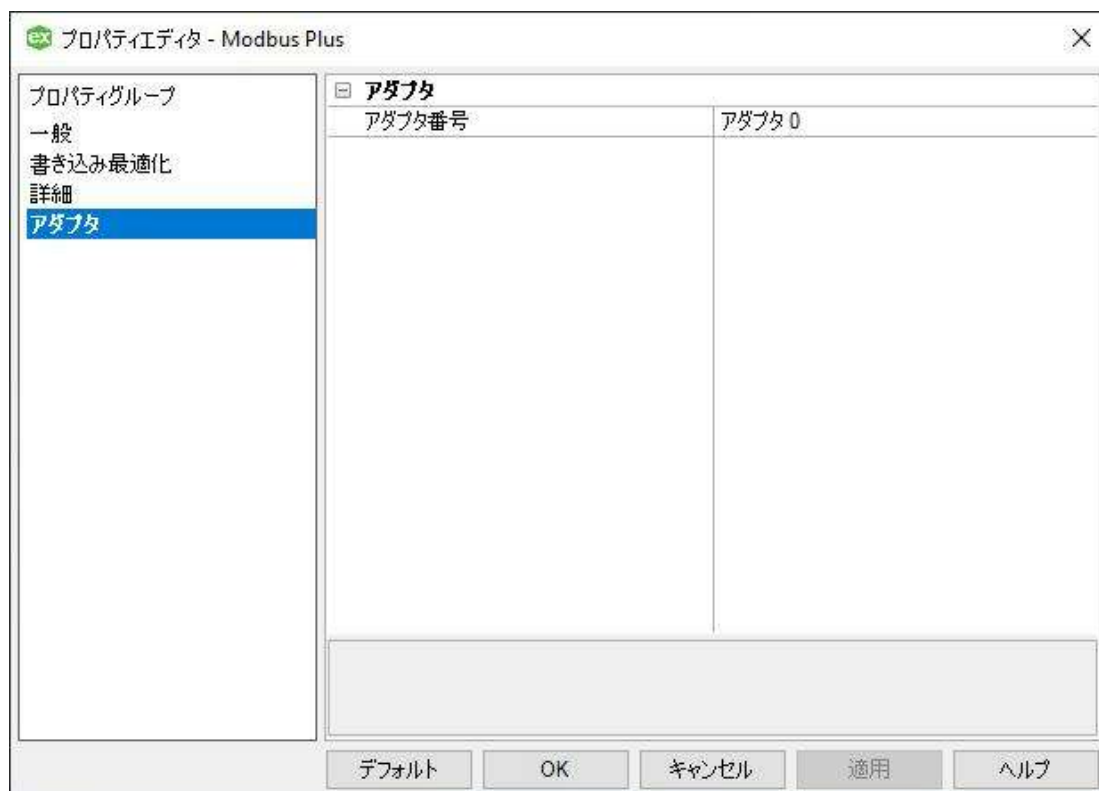 プロパティエディタ - Modbus Plus
プロパティグループ
一般
書き込み最適化
詳細
アダプタ
アダプタ
アダプタ番号 アダプタ 0
デフォルト OK キャンセル 適用 ヘルプ